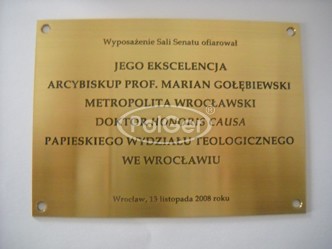 Wyposażenie Sali Senatu ofiarował
JEGO EKSCELENCJA
ARCYBISKUP PROF. MARIAN GOŁĘBIEWSKI
METROPOLITA WROCŁAWSKI
DOKTOR HONORIS CAUSA
PolGer®
PAPIESKIEGO WYDZIAŁU TEOLOGICZNEGO
WE WROCŁAWIU
Wrocław, 13 listopada 2008 roku